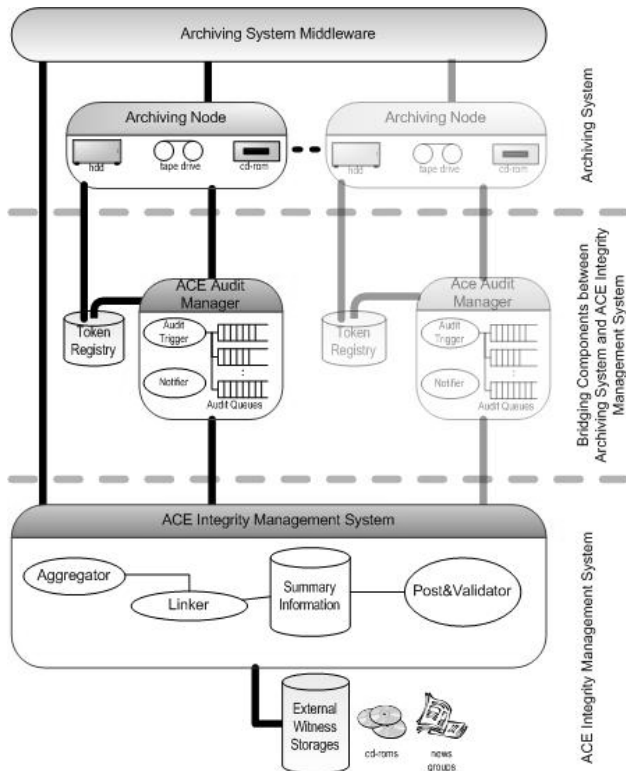 Archiving System Middleware
Archiving Node
hdd
tape drive
cd-rom
Archiving Node
hdd
tape drive
cd-rom
Archiving System
ACE Audit
Manager
Token
Registry
Audit
Trigger
Notifier
Audit Queues
Ace Audit
Manager
Token
Registry
Audit
Trigger
Notifier
Audit Queues
Bridging Components between
Archiving System and ACE Integrity
Management System
ACE Integrity Management System
Aggregator
Linker
Summary
Information
Post&Validator
External
Witness
Storages
cd-roms
news
groups
ACE Integrity Management System